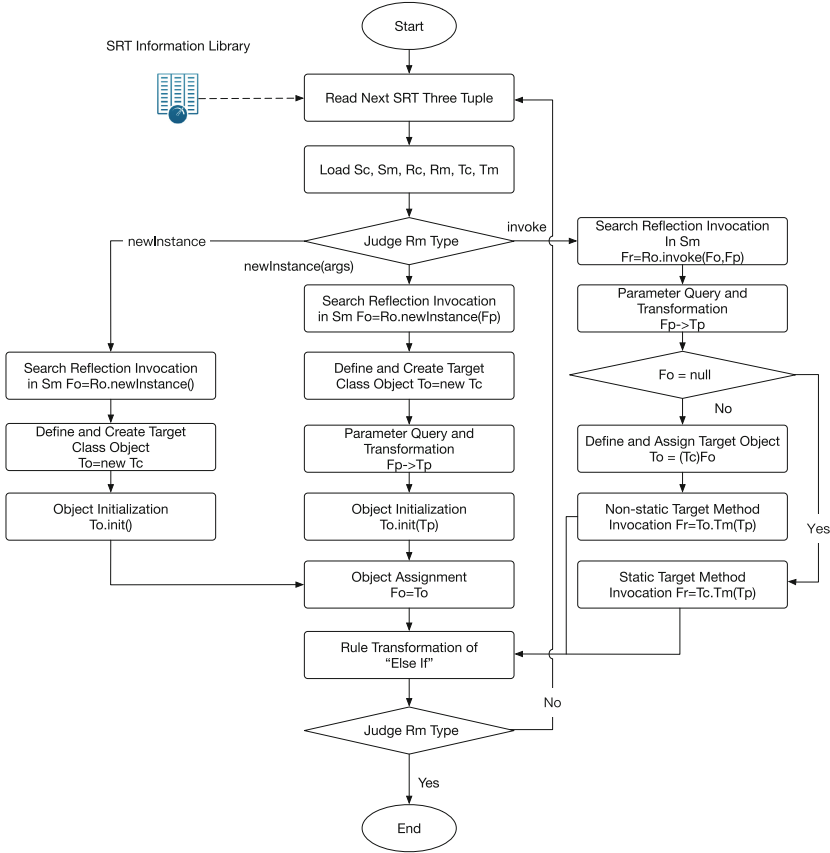 Start
SRT Information Library
Read Next SRT Three Tuple
Load Sc, Sm, Rc, Rm, Tc, Tm
Judge Rm Type
newInstance
newInstance(args)
invoke
Search Reflection Invocation
in Sm Fo=Ro.newInstance()
Define and Create Target
Class Object
To=new Tc
Object Initialization
To.init()
Search Reflection Invocation
in Sm Fo=Ro.newInstance(Fp)
Define and Create Target
Class Object To=new Tc
Parameter Query and
Transformation
Fp->Tp
Object Initialization
To.init(Tp)
Object Assignment
Fo=To
Search Reflection Invocation
In Sm
Fr=Ro.invoke(Fo,Fp)
Parameter Query and
Transformation
Fp->Tp
Fo = null
No
Define and Assign Target Object
To = (Tc)Fo
Non-static Target Method
Invocation Fr=To.Tm(Tp)
Yes
Static Target Method
Invocation Fr=Tc.Tm(Tp)
Rule Transformation of
“Else If”
No
Judge Rm Type
Yes
End